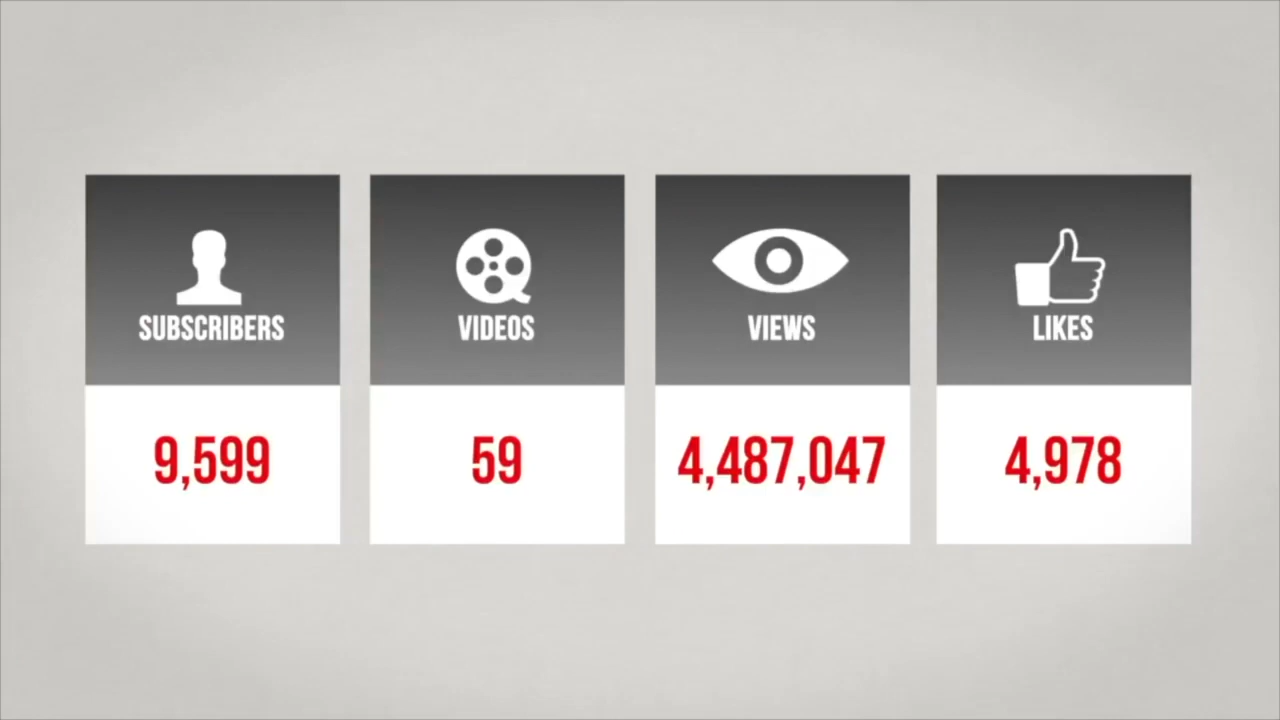 SUBSCRIBERS
9,599
VIDEOS
59
VIEWS
4,487,047
LIKES
4,978